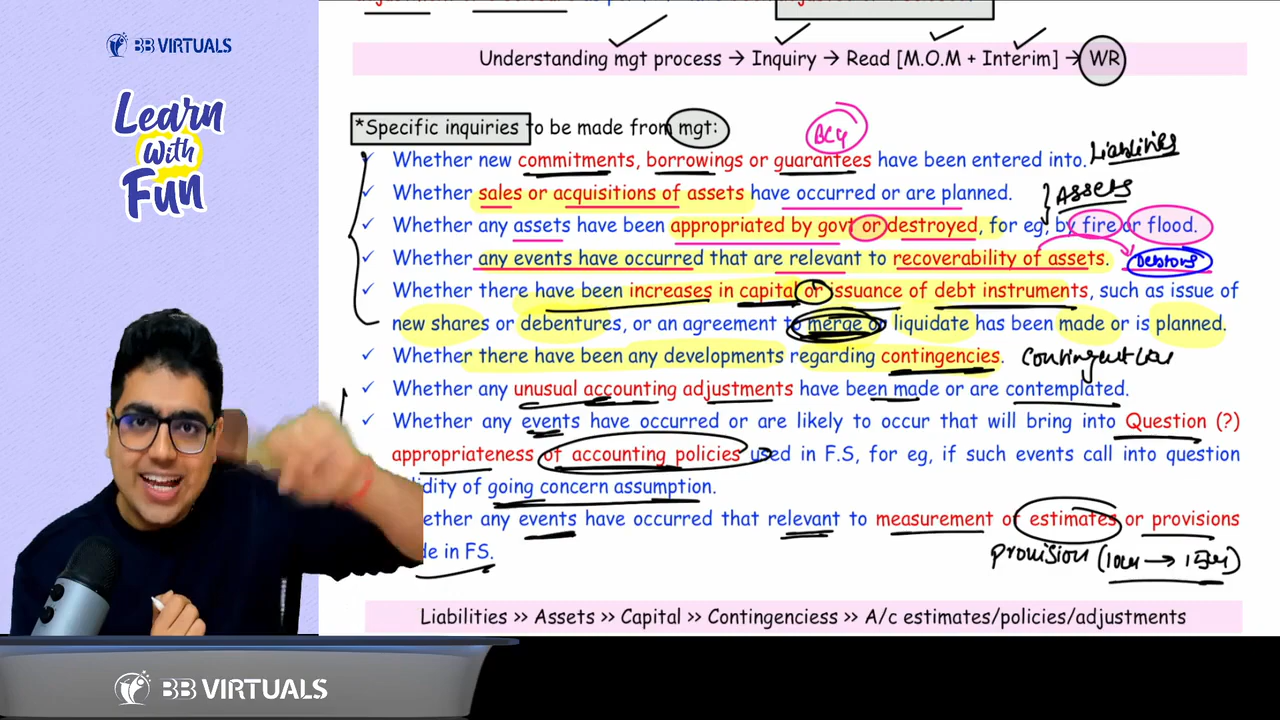 BB VIRTUALS
Learn
With
Fun
Understanding mgt process → Inquiry → Read [M.O.M + Interim] → WR
*Specific inquiries to be made from mgt:
BCG
✓ Whether new commitments, borrowings or guarantees have been entered into. Liabilities
✓ Whether sales or acquisitions of assets have occurred or are planned. Assets
✓ Whether any assets have been appropriated by govt or destroyed, for eg, by fire or flood.
✓ Whether any events have occurred that are relevant to recoverability of assets. Debtors
✓ Whether there have been increases in capital or issuance of debt instruments, such as issue of
new shares or debentures, or an agreement to merge or liquidate has been made or is planned.
✓ Whether there have been any developments regarding contingencies. Contingent
✓ Whether any unusual accounting adjustments have been made or are contemplated.
✓ Whether any events have occurred or are likely to occur that will bring into Question (?)
appropriateness of accounting policies used in F.S, for eg, if such events call into question
lidity of going concern assumption.
ether any events have occurred that relevant to measurement or estimates or provisions
de in FS.
provision (
Liabilities >> Assets >> Capital >> Contingenciess >> A/c estimates/policies/adjustments
BB VIRTUALS